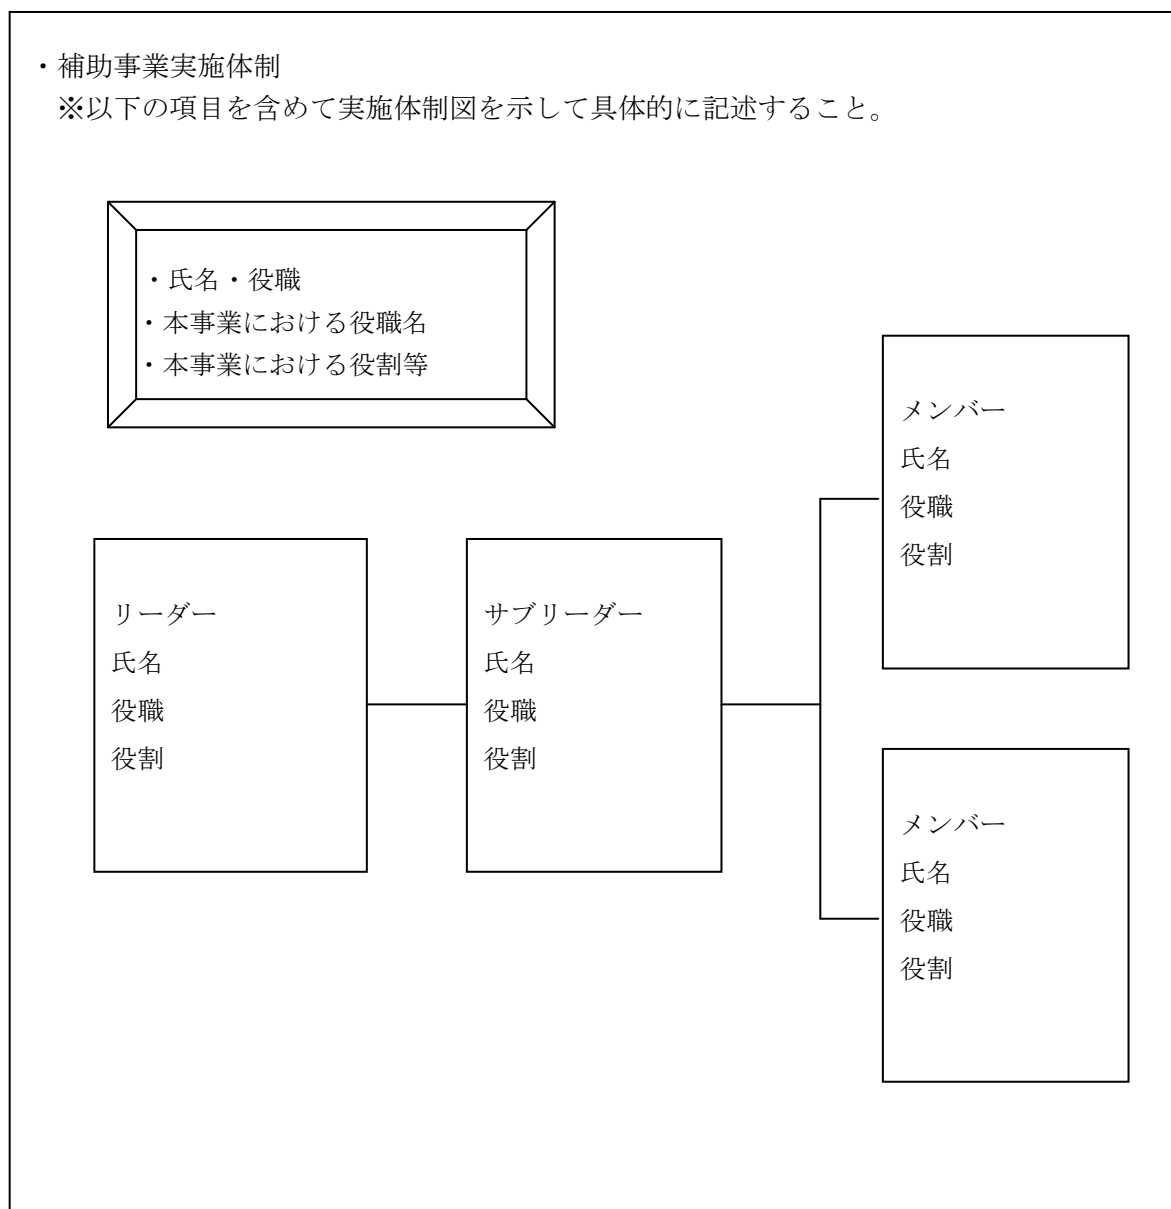 ・補助事業実施体制
※以下の項目を含めて実施体制図を示して具体的に記述すること。
・氏名・役職
・本事業における役職名
・本事業における役割等
リーダー
氏名
役職
役割
サブリーダー
氏名
役職
役割
メンバー
氏名
役職
役割
メンバー
氏名
役職
役割